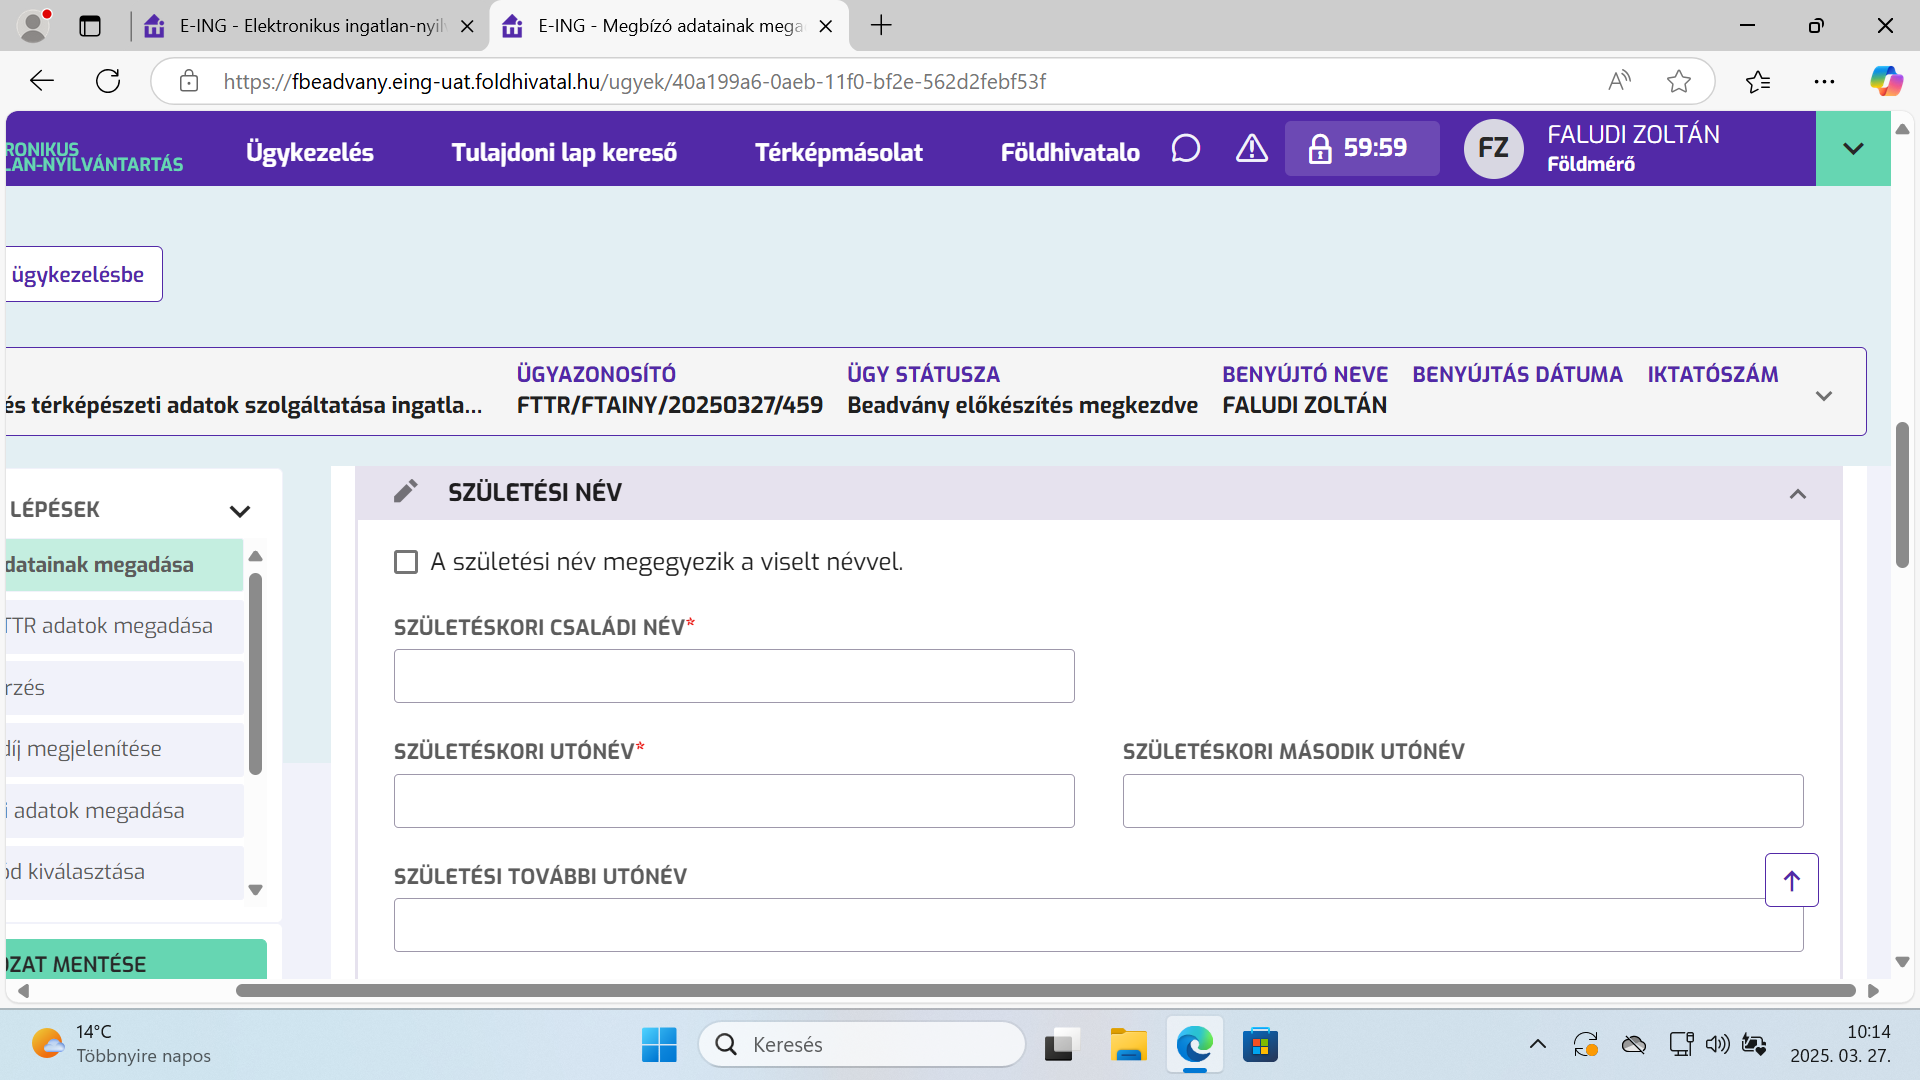 E-ING - Elektronikus ingatlan-nyil
E-ING - Megbízó adatainak mega
https://fbeadvany.eing-uat.foldhivatal.hu/ugyek/40a199a6-0aeb-11f0-bf2e-562d2febf53f
RONIKUS
LAN-NYILVÁNTARTÁS
Ügykezelés
Tulajdoni lap kereső
Térképmásolat
Földhivatalo
59:59
FZ
FALUDI ZOLTÁN
Földmérő
ügykezelésbe
és térképészeti adatok szolgáltatása ingatla...
ÜGYAZONOSÍTÓ
FTTR/FTAINY/20250327/459
ÜGY STÁTUSZA
Beadvány előkészítés megkezdve
BENYÚJTÓ NEVE
FALUDI ZOLTÁN
BENYÚJTÁS DÁTUMA
IKTATÓSZÁM
LÉPÉSEK
datainak megadása
TTR adatok megadása
rzés
díj megjelenítése
i adatok megadása
ód kiválasztása
OZAT MENTÉSE
SZÜLETÉSI NÉV
A születési név megegyezik a viselt névvel.
SZÜLETÉSKORI CSALÁDI NÉV*
SZÜLETÉSKORI UTÓNÉV*
SZÜLETÉSKORI MÁSODIK UTÓNÉV
SZÜLETÉSI TOVÁBBI UTÓNÉV
14°C
Többnyire napos
Keresés
10:14
2025. 03. 27.